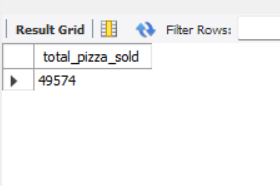 Result Grid Filter Rows:
total_pizza_sold
49574